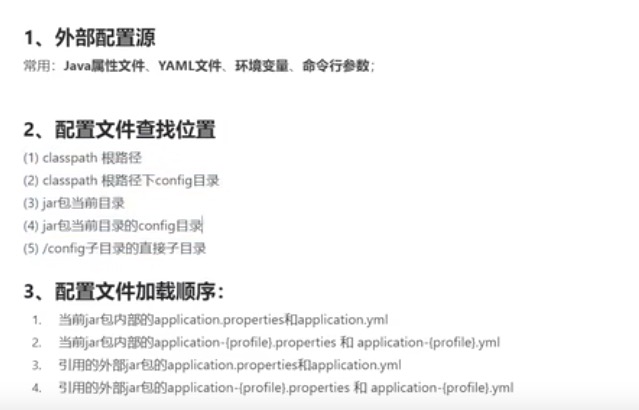 1、外部配置源
常用：Java属性文件、YAML文件、环境变量、命令行参数；
2、配置文件查找位置
(1) classpath 根路径
(2) classpath 根路径下config目录
(3) jar包当前目录
(4) jar包当前目录的config目录
(5) /config子目录的直接子目录
3、配置文件加载顺序：
1. 当前jar包内部的application.properties和application.yml
2. 当前jar包内部的application-{profile}.properties 和 application-{profile}.yml
3. 引用的外部jar包的application.properties和application.yml
4. 引用的外部jar包的application-{profile}.properties 和 application-{profile}.yml